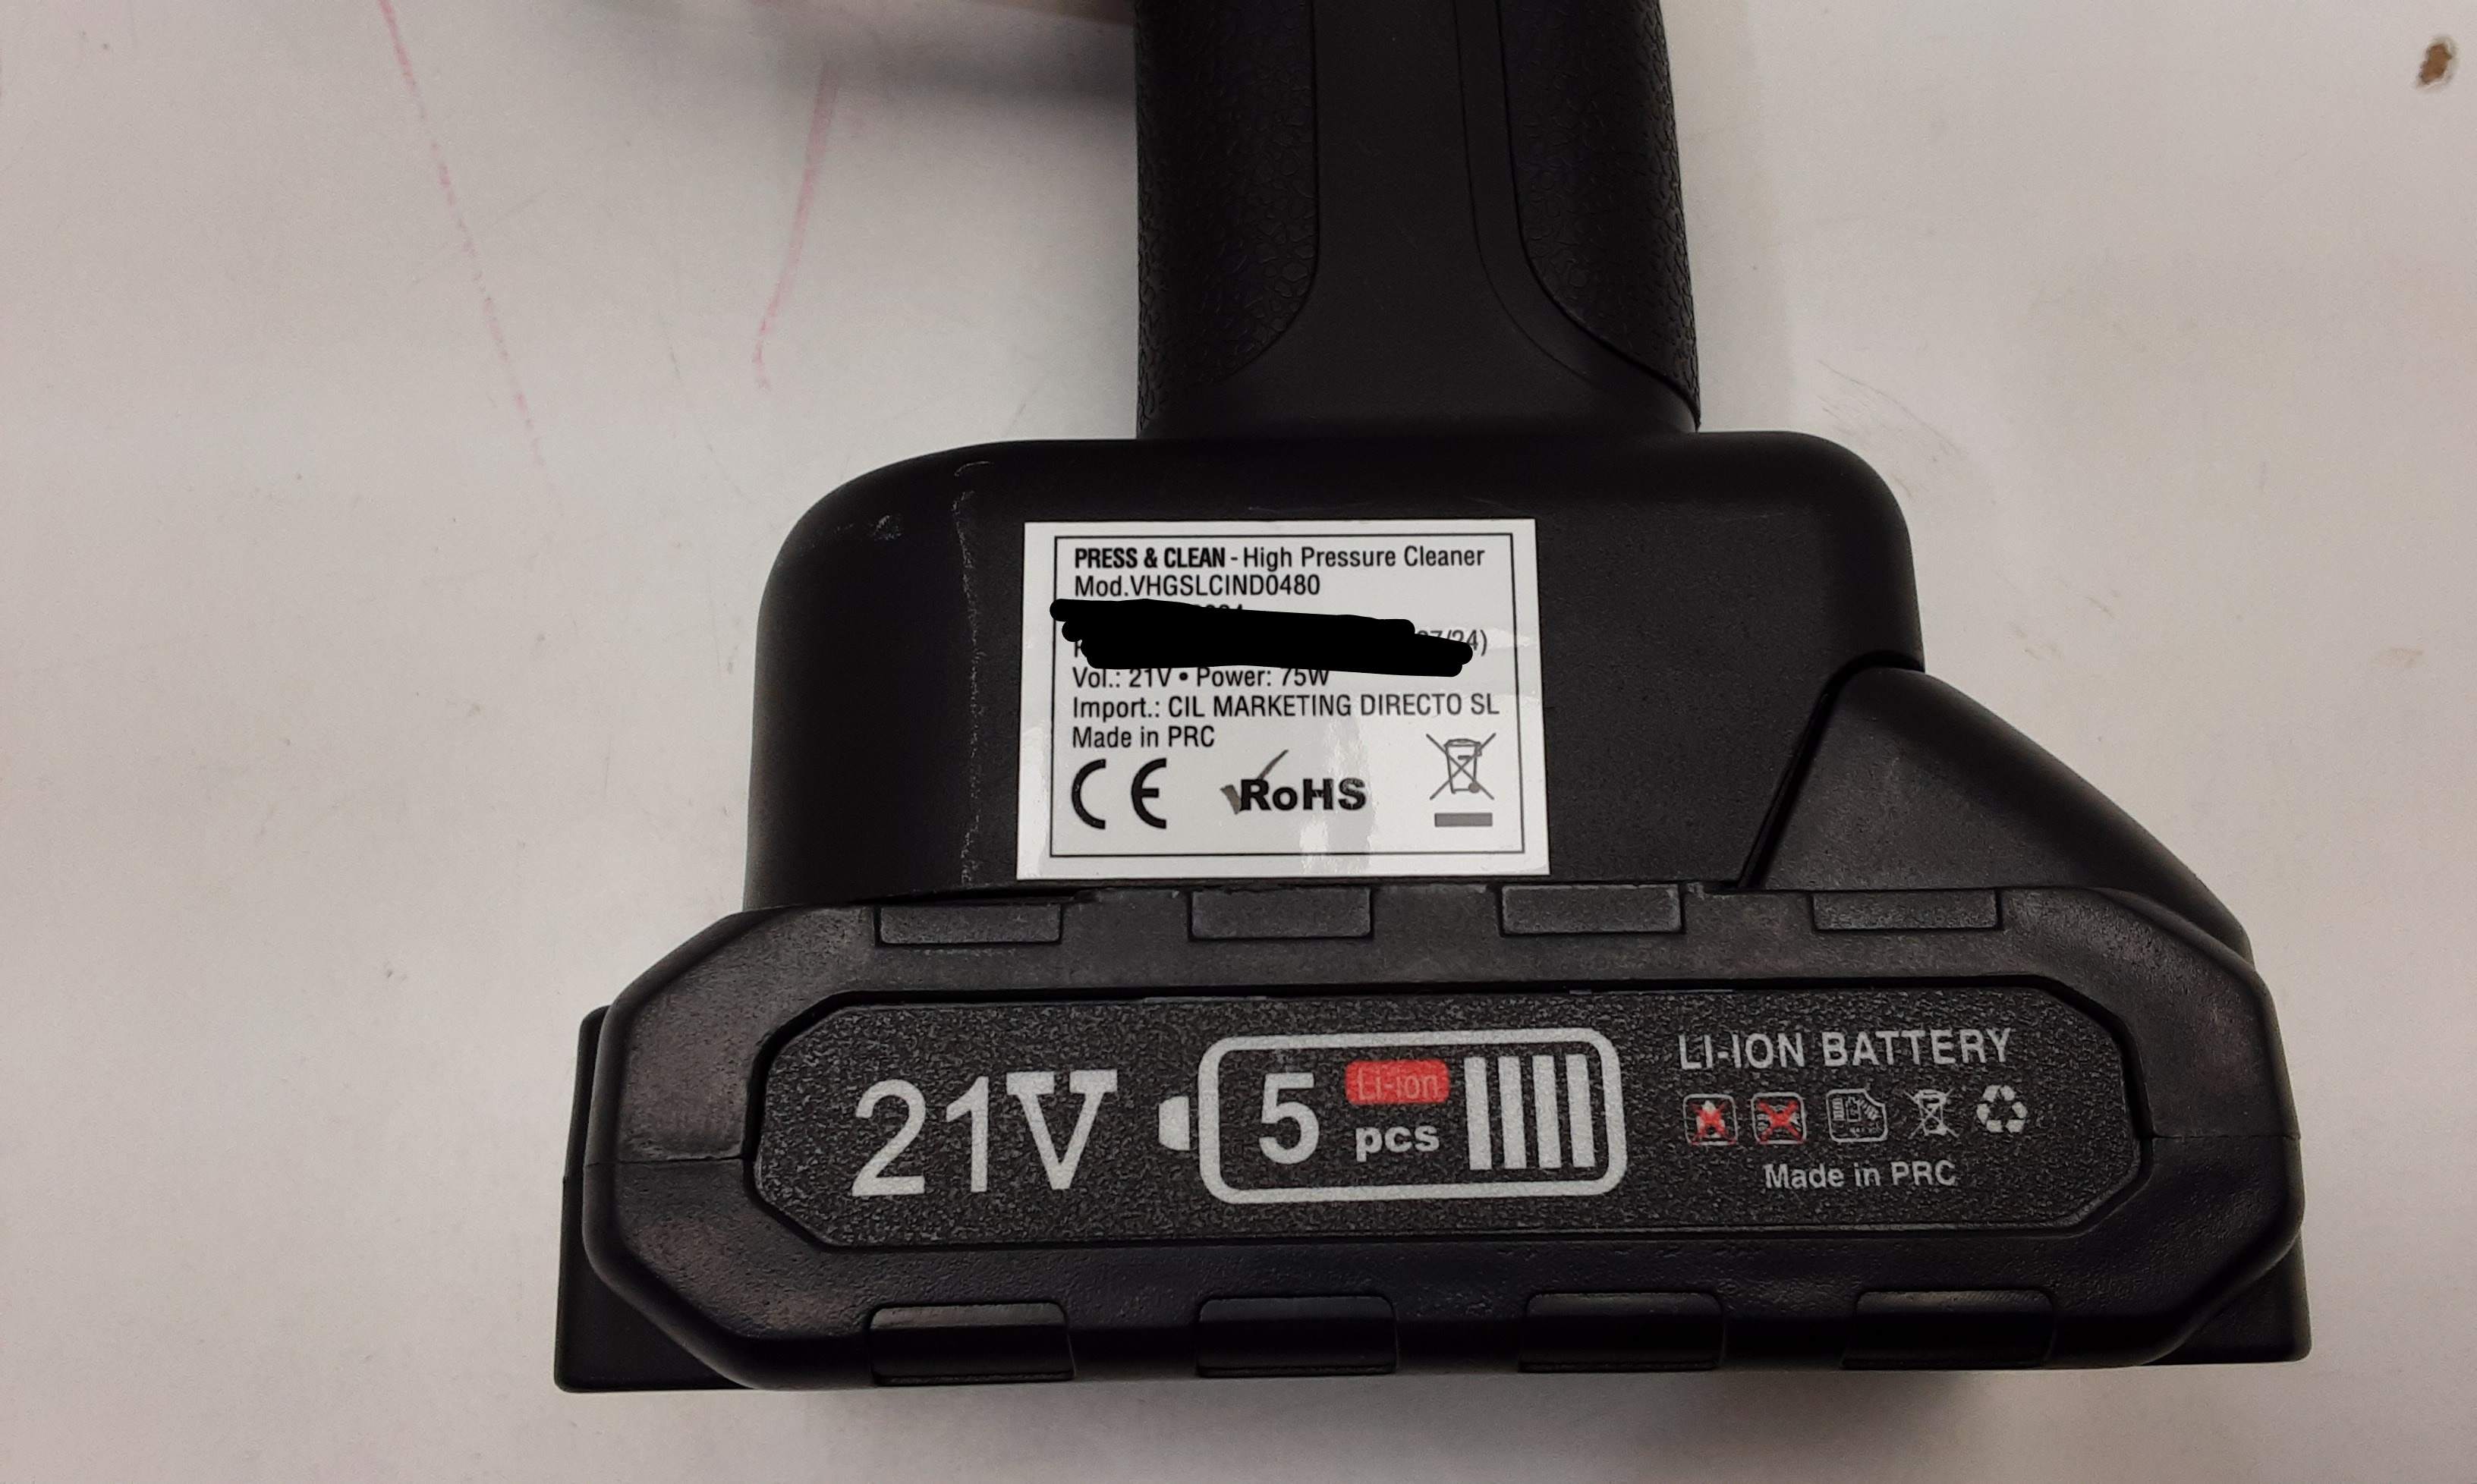 PRESS & CLEAN - High Pressure Cleaner
Mod.VHGSLCIND0480
Vol.: 21V • Power: 75W
Import.: CIL MARKETING DIRECTO SL
Made in PRC
CE RoHS
21V
5 Li-ion pcs
LI-ION BATTERY
Made in PRC